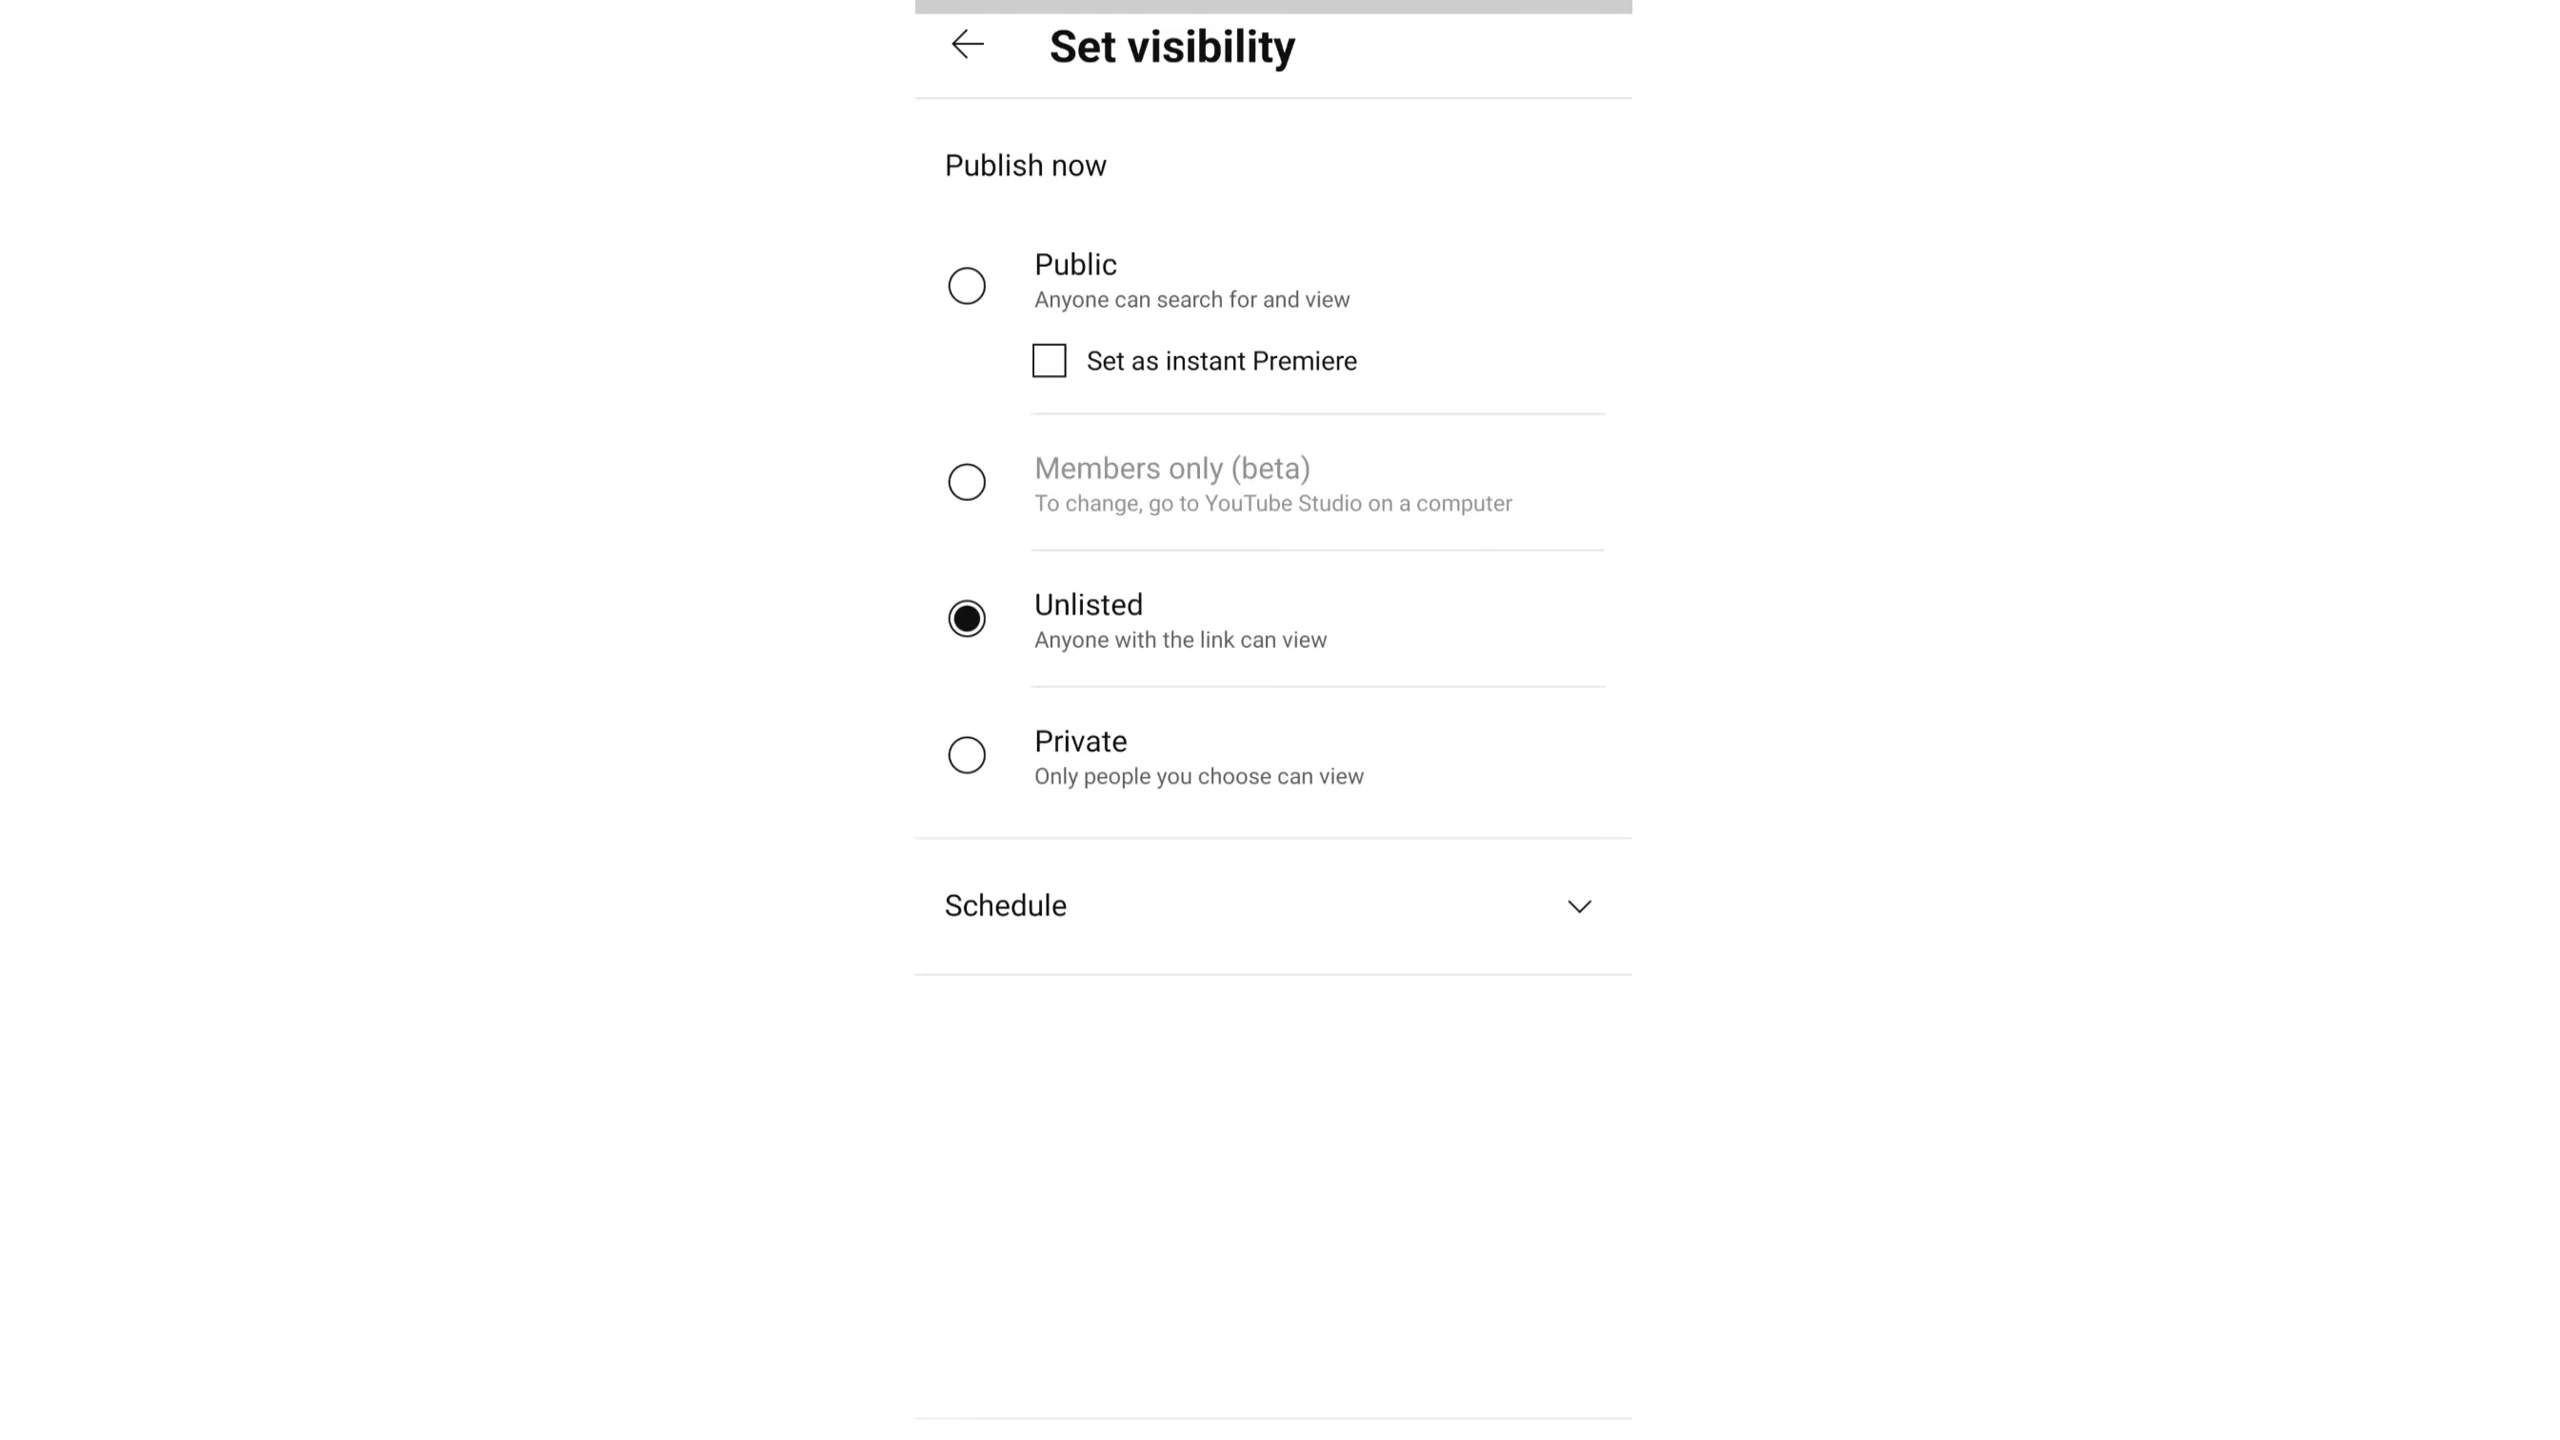 Set visibility
Publish now
Public
Anyone can search for and view
Set as instant Premiere
Members only (beta)
To change, go to YouTube Studio on a computer
Unlisted
Anyone with the link can view
Private
Only people you choose can view
Schedule